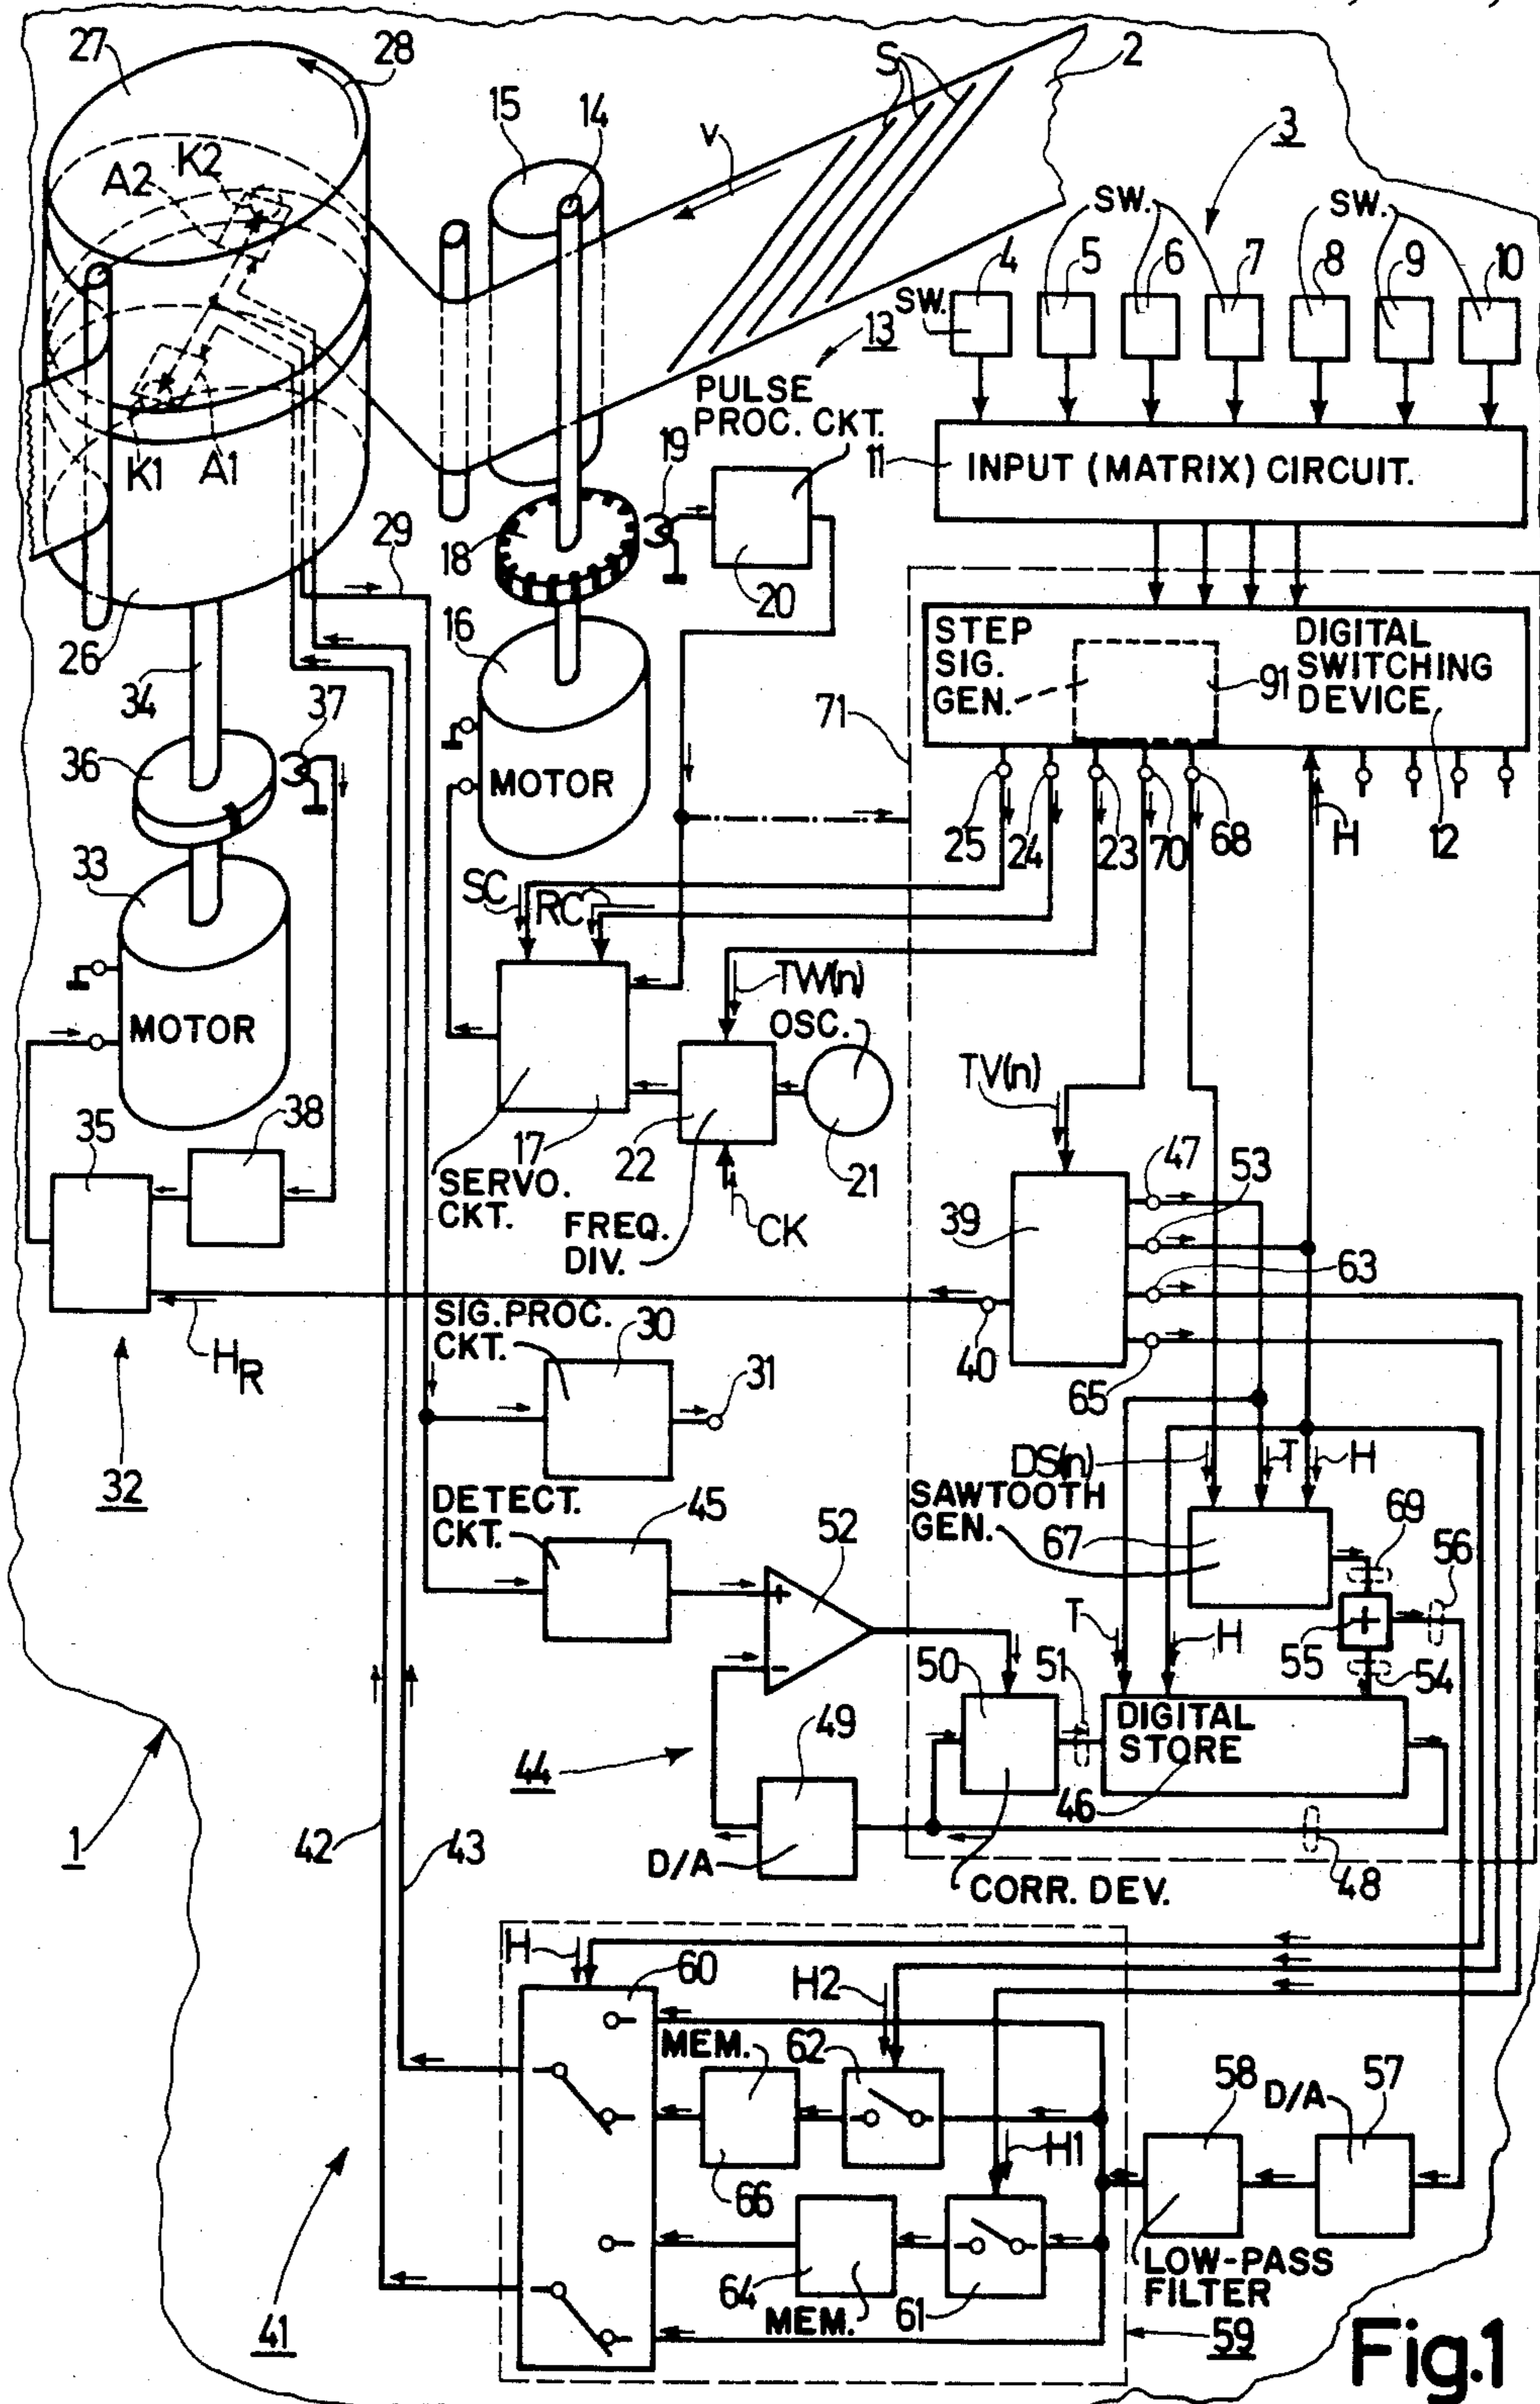 27
28
15
14
S
2
V
3
K2
A2
SW.
SW.
4
5
6
7
8
9
10
SW.
13
PULSE
PROC. CKT.
19
11
INPUT (MATRIX) CIRCUIT.
K1
A1
29
18
20
16
STEP
SIG.
GEN.
91
DIGITAL
SWITCHING
DEVICE
26
34
37
71
36
MOTOR
25
24
23
70
68
H
12
33
SC
RC
TW(n)
OSC.
MOTOR
TV(n)
35
38
17
22
21
47
53
SERVO.
CKT.
FREQ.
DIV.
CK
39
63
SIG.PROC.
CKT.
30
HR
31
40
65
32
DS(n)
T
H
DETECT.
CKT.
45
SAWTOOTH
GEN.
52
67
69
56
+
-
T
H
+
55
54
50
51
DIGITAL
STORE
49
44
46
1
42
43
D/A
48
CORR. DEV.
H
60
H2
MEM.
62
58
57
D/A
H1
66
64
61
LOW-PASS
FILTER
MEM.
41
59
Fig.1